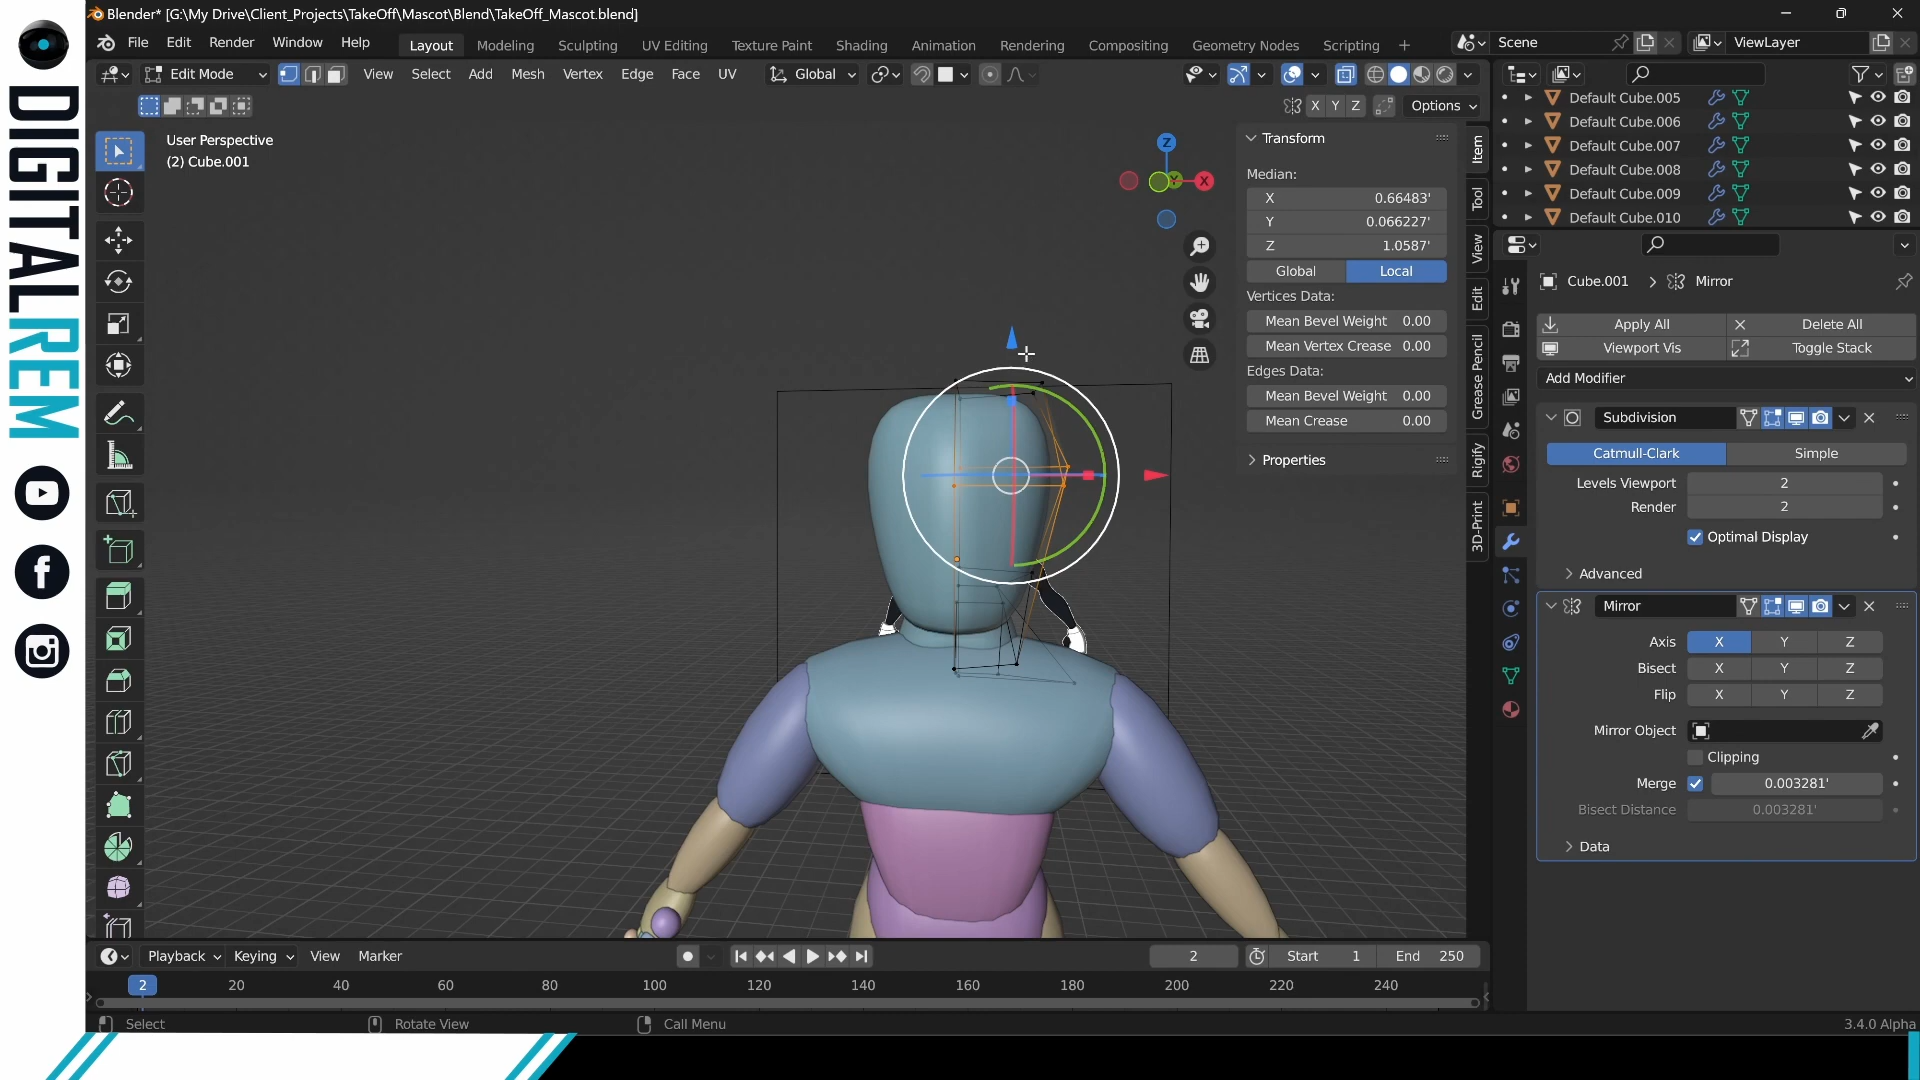 DIGITALREM
Blender* [G:\My Drive\Client_Projects\TakeOff\Mascot\Blend\TakeOff_Mascot.blend]
File Edit Render Window Help Layout Modeling Sculpting UV Editing Texture Paint Shading Animation Rendering Compositing Geometry Nodes Scripting + Scene ViewLayer
Edit Mode View Select Add Mesh Vertex Edge Face UV Global
X Y Z Options
User Perspective
(2) Cube.001
Z
X
Transform
Median:
X 0.66483'
Y 0.066227'
Z 1.0587'
Global Local
Vertices Data:
Mean Bevel Weight 0.00
Mean Vertex Crease 0.00
Edges Data:
Mean Bevel Weight 0.00
Mean Crease 0.00
Properties
Item
Tool
View
Edit
Grease Pencil
Rigify
3D-Print
Default Cube.005
Default Cube.006
Default Cube.007
Default Cube.008
Default Cube.009
Default Cube.010
Cube.001 > Mirror
Apply All Delete All
Viewport Vis Toggle Stack
Add Modifier
Subdivision
Catmull-Clark Simple
Levels Viewport 2
Render 2
Optimal Display
Advanced
Mirror
Axis X Y Z
Bisect X Y Z
Flip X Y Z
Mirror Object
Clipping
Merge 0.003281'
Bisect Distance 0.003281'
Data
Playback Keying View Marker 2 Start 1 End 250
2 20 40 60 80 100 120 140 160 180 200 220 240
Select Rotate View Call Menu 3.4.0 Alpha